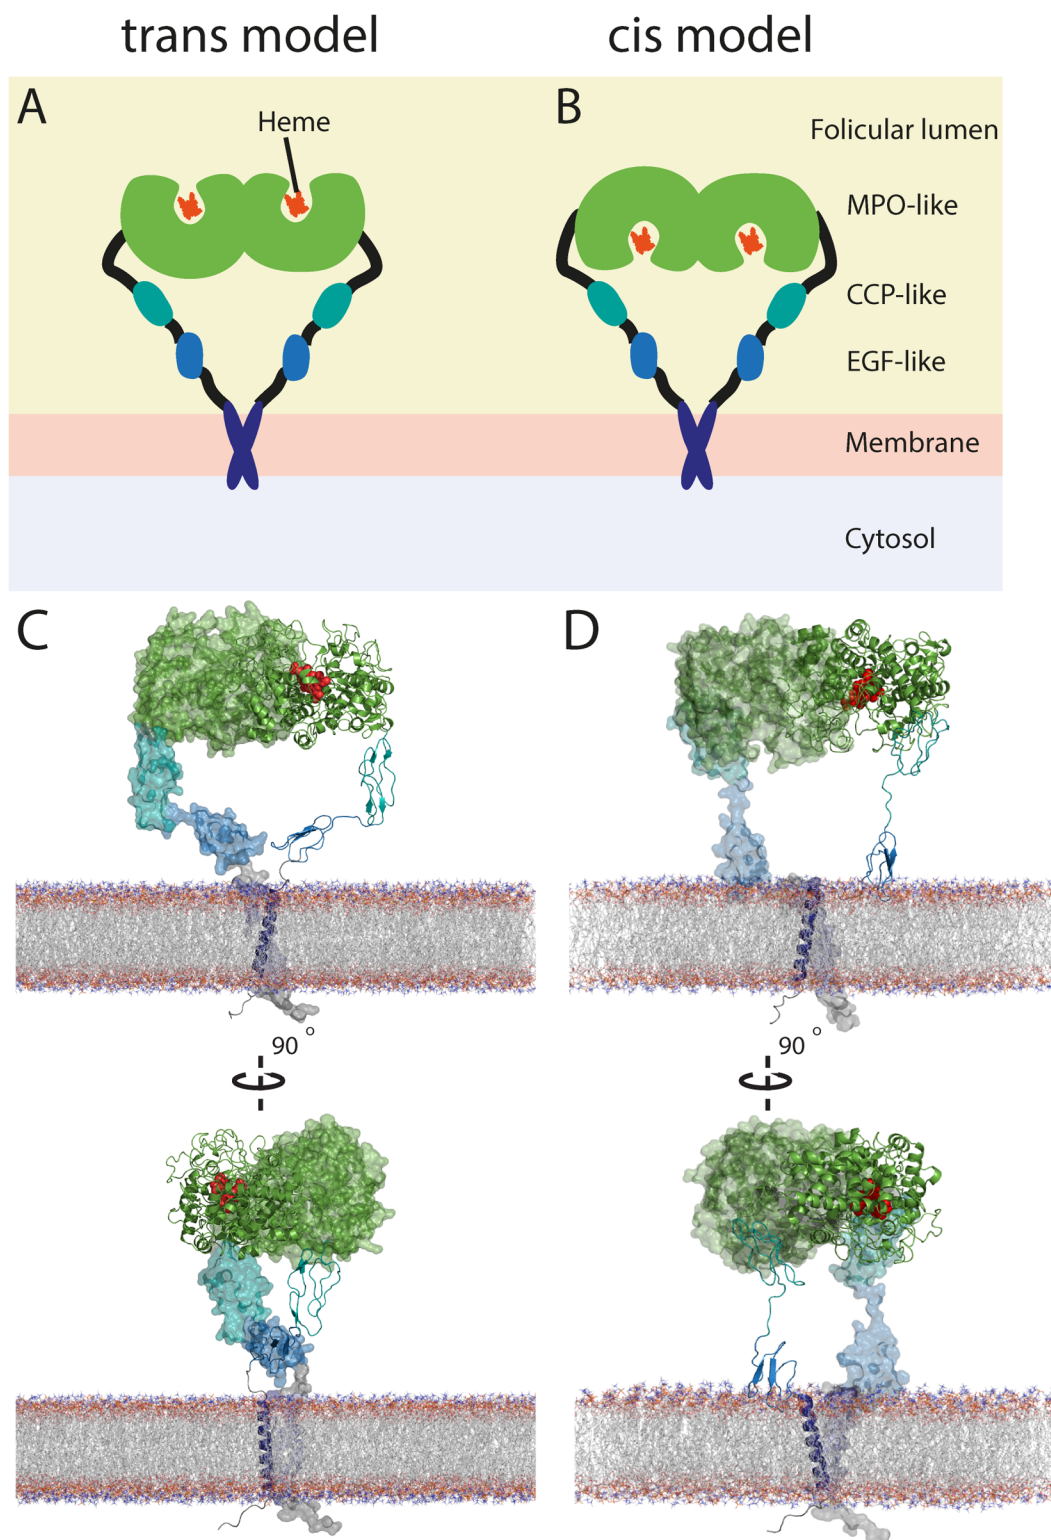 trans model
cis model
A
B
Heme
Folicular lumen
MPO-like
CCP-like
EGF-like
Membrane
Cytosol
C
D
90 °
90 °